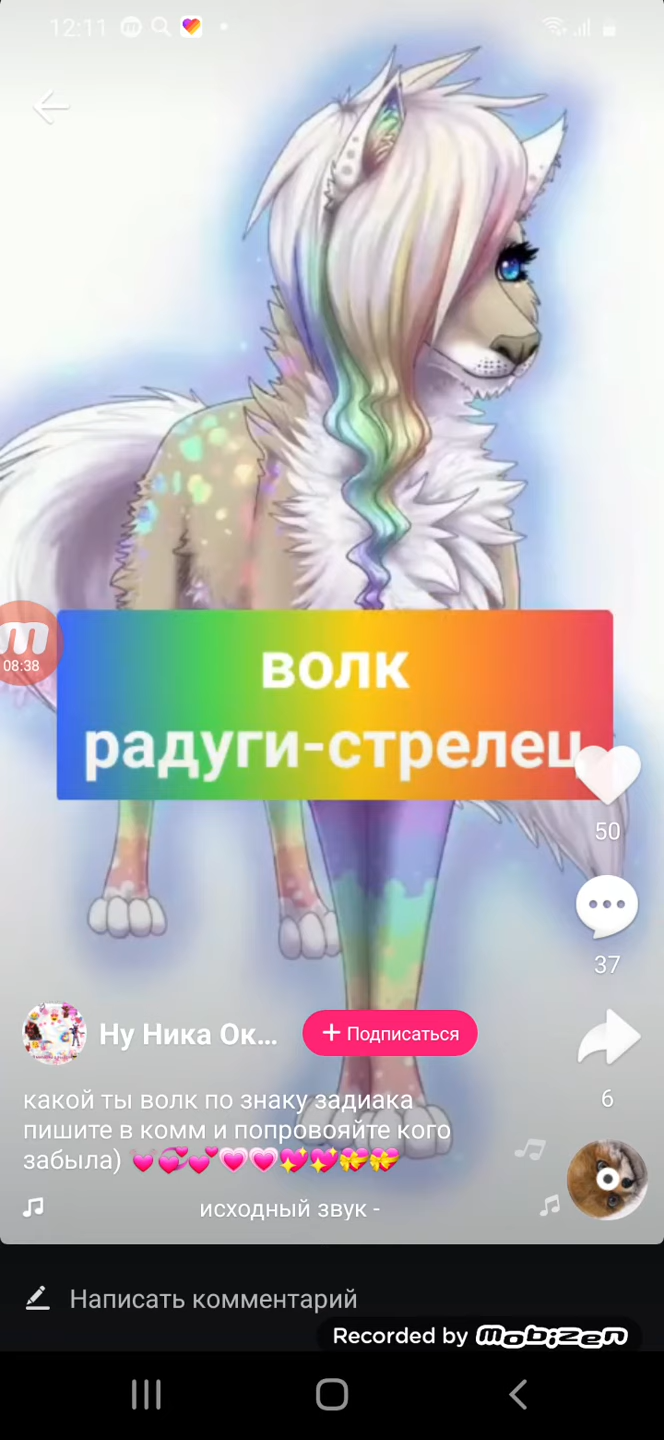 12:11
m
08:38
волк
радуги-стрелец
50
37
Ну Ника Ок...
+ Подписаться
какой ты волк по знаку задиака
пишите в комм и попровояйте кого
забыла) 💓💞💕💗💗💖💖💝💝
6
исходный звук -
Написать комментарий
Recorded by mobizen